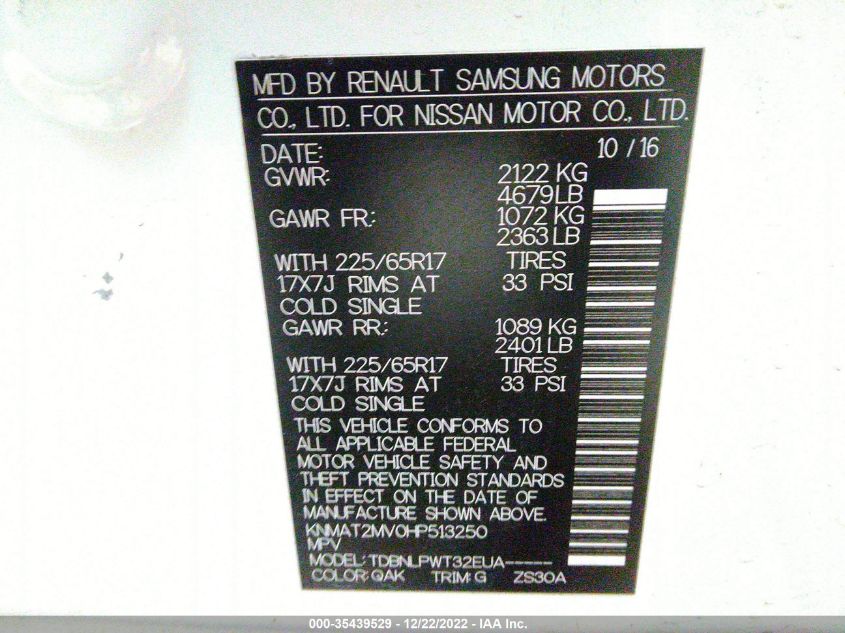 MFD BY RENAULT SAMSUNG MOTORS
CO., LTD. FOR NISSAN MOTOR CO., LTD.
DATE: 10 / 16
GVWR: 2122 KG
4679LB
GAWR FR.: 1072 KG
2363 LB
WITH 225/65R17 TIRES
17X7J RIMS AT 33 PSI
COLD SINGLE
GAWR RR.: 1089 KG
2401 LB
WITH 225/65R17 TIRES
17X7J RIMS AT 33 PSI
COLD SINGLE
THIS VEHICLE CONFORMS TO
ALL APPLICABLE FEDERAL
MOTOR VEHICLE SAFETY AND
THEFT PREVENTION STANDARDS
IN EFFECT ON THE DATE OF
MANUFACTURE SHOWN ABOVE.
KNMAT2MV0HP513250
MPV
MODEL: TDBNLPWT32EUA-----
COLOR: QAK TRIM: G ZS30A
000-35439529 - 12/22/2022 - IAA Inc.